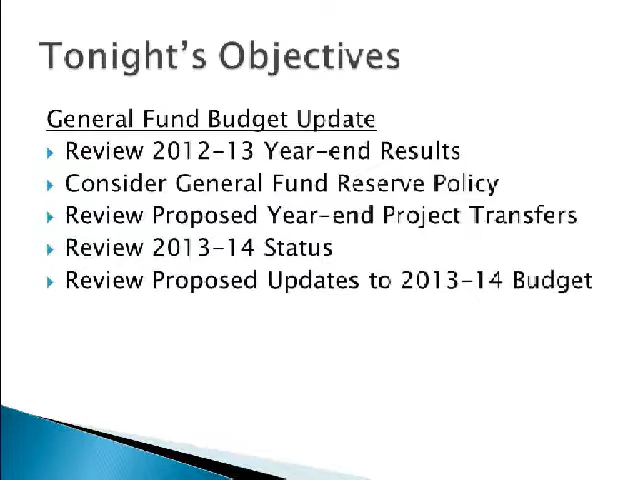 Tonight's Objectives
General Fund Budget Update
Review 2012-13 Year-end Results
Consider General Fund Reserve Policy
Review Proposed Year-end Project Transfers
Review 2013-14 Status
Review Proposed Updates to 2013-14 Budget